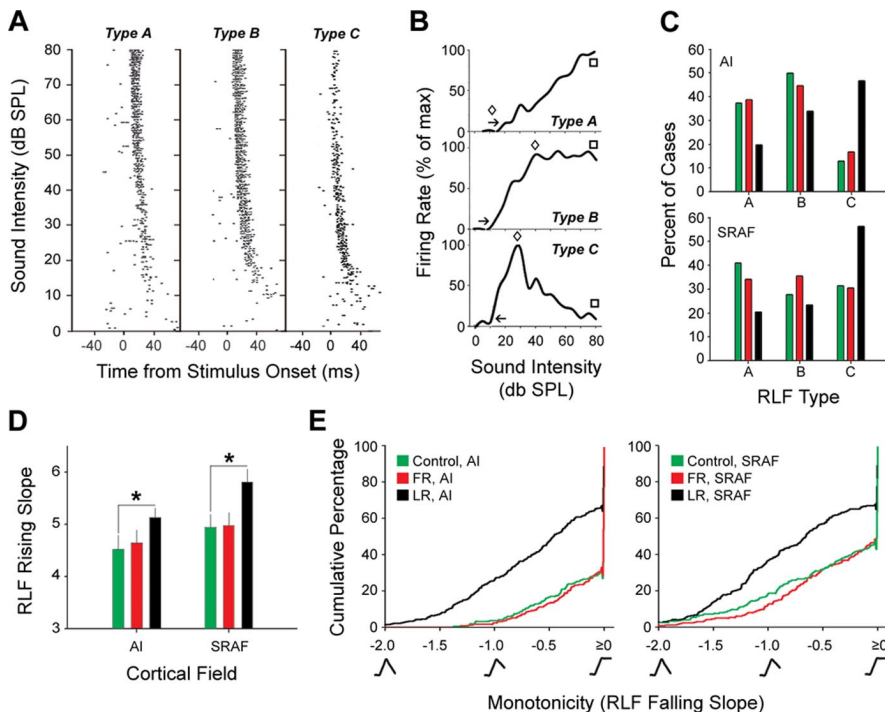 A
Type A Type B Type C
80
70
60
50
40
30
20
10
0
Sound Intensity (dB SPL)
-40 0 40 -40 0 40 -40 0 40
Time from Stimulus Onset (ms)
B
100
50
0
Type A
100
50
0
Type B
100
50
0
Type C
0 20 40 60 80
Firing Rate (% of max)
Sound Intensity
(db SPL)
C
AI
60
50
40
30
20
10
0
A B C
SRAF
60
50
40
30
20
10
0
A B C
Percent of Cases
RLF Type
D
6
5
4
3
* *
RLF Rising Slope
AI SRAF
Cortical Field
E
100
80
60
40
20
0
Cumulative Percentage
Control, AI
FR, AI
LR, AI
-2.0 -1.5 -1.0 -0.5 ≥0
100
80
60
40
20
0
Control, SRAF
FR, SRAF
LR, SRAF
-2.0 -1.5 -1.0 -0.5 ≥0
Monotonicity (RLF Falling Slope)